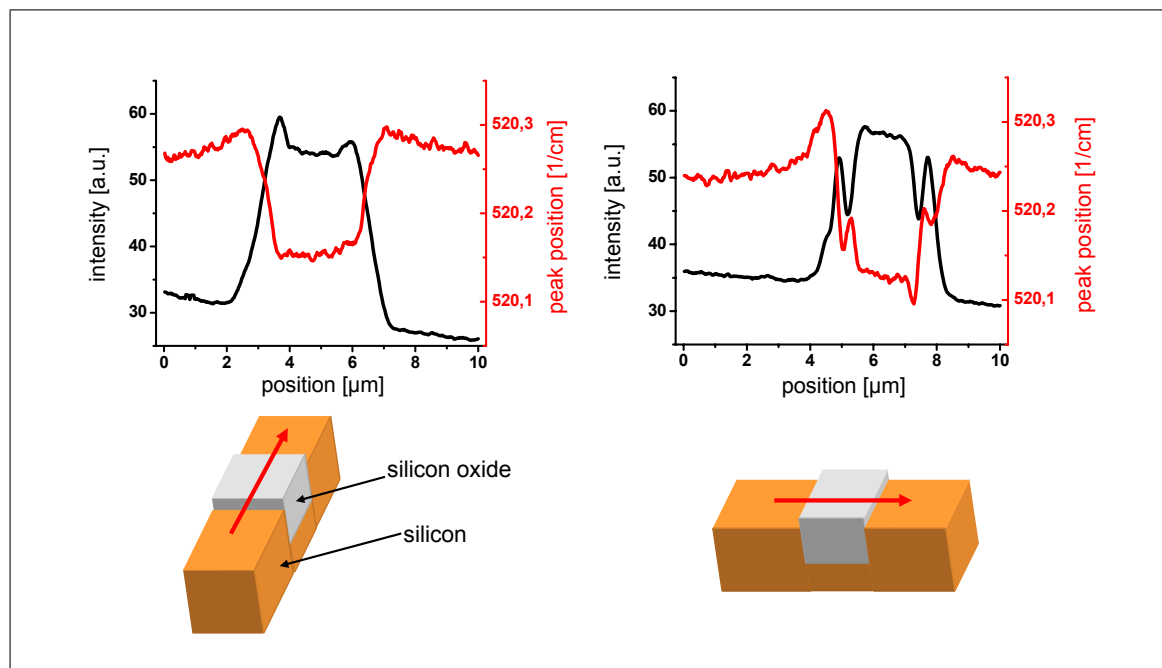 intensity [a.u.]
60
50
40
30
0 2 4 6 8 10
position [µm]
520,3
520,2
520,1
peak position [1/cm]
intensity [a.u.]
60
50
40
30
0 2 4 6 8 10
position [µm]
520,3
520,2
520,1
peak position [1/cm]
silicon oxide
silicon